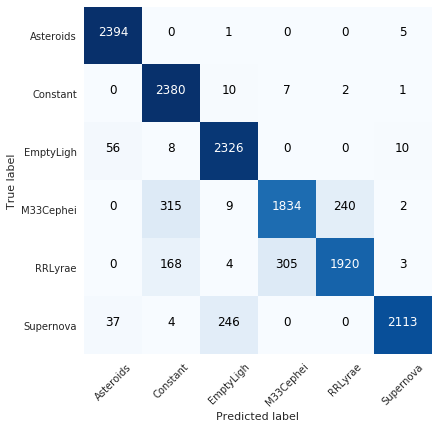 Asteroids 2394 0 1 0 0 5
Constant 0 2380 10 7 2 1
EmptyLigh 56 8 2326 0 0 10
M33Cephei 0 315 9 1834 240 2
RRLyrae 0 168 4 305 1920 3
Supernova 37 4 246 0 0 2113
True label
Asteroids Constant EmptyLigh M33Cephei RRLyrae Supernova
Predicted label